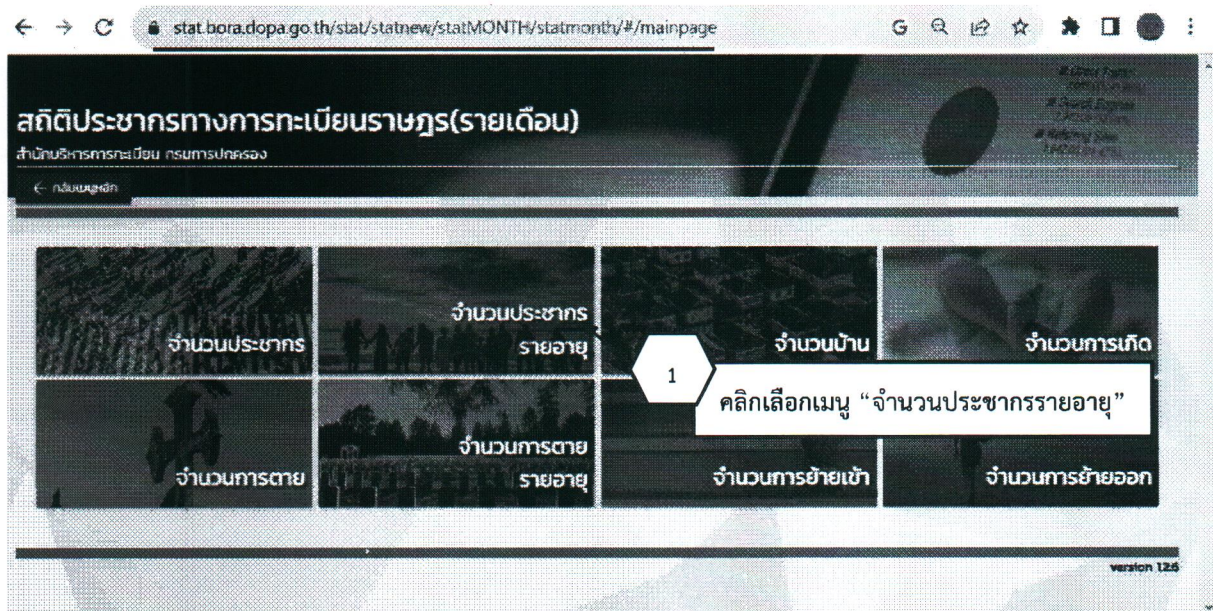 stat.bora.dopa.go.th/stat/statnew/statMONTH/statmonth/#/mainpage
สถิติประชากรทางการทะเบียนราษฎร(รายเดือน)
สำนักบริหารการทะเบียน กรมการปกครอง
← กลับเมนูหลัก
จำนวนประชากร
จำนวนประชากร
รายอายุ
จำนวนบ้าน
จำนวนการเกิด
1
คลิกเลือกเมนู “จำนวนประชากรรายอายุ”
จำนวนการตาย
จำนวนการตาย
รายอายุ
จำนวนการย้ายเข้า
จำนวนการย้ายออก
version 1.2.6